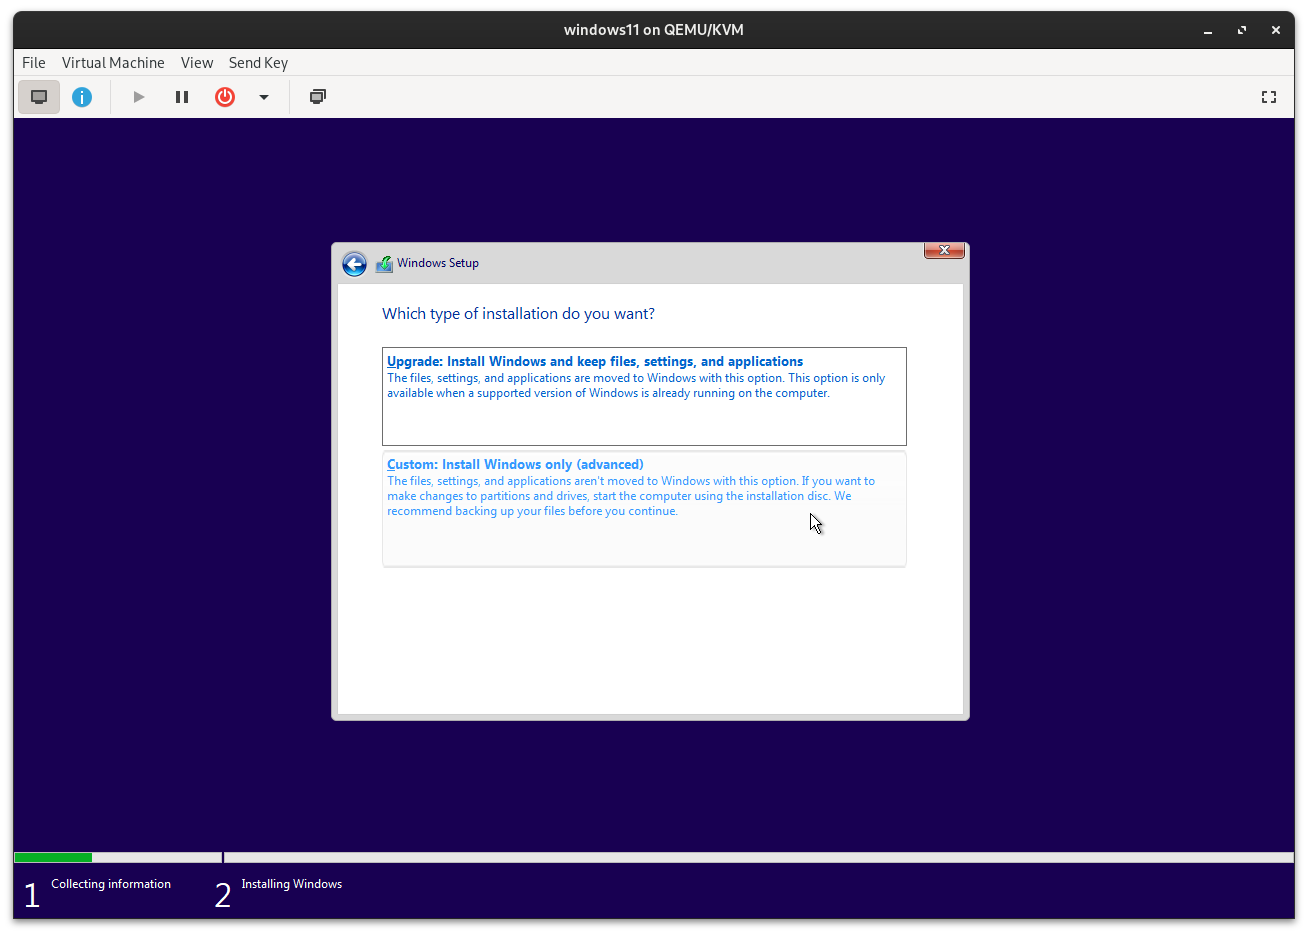 windows11 on QEMU/KVM
File Virtual Machine View Send Key
Windows Setup
Which type of installation do you want?
Upgrade: Install Windows and keep files, settings, and applications
The files, settings, and applications are moved to Windows with this option. This option is only
available when a supported version of Windows is already running on the computer.
Custom: Install Windows only (advanced)
The files, settings, and applications aren't moved to Windows with this option. If you want to
make changes to partitions and drives, start the computer using the installation disc. We
recommend backing up your files before you continue.
1 Collecting information 2 Installing Windows